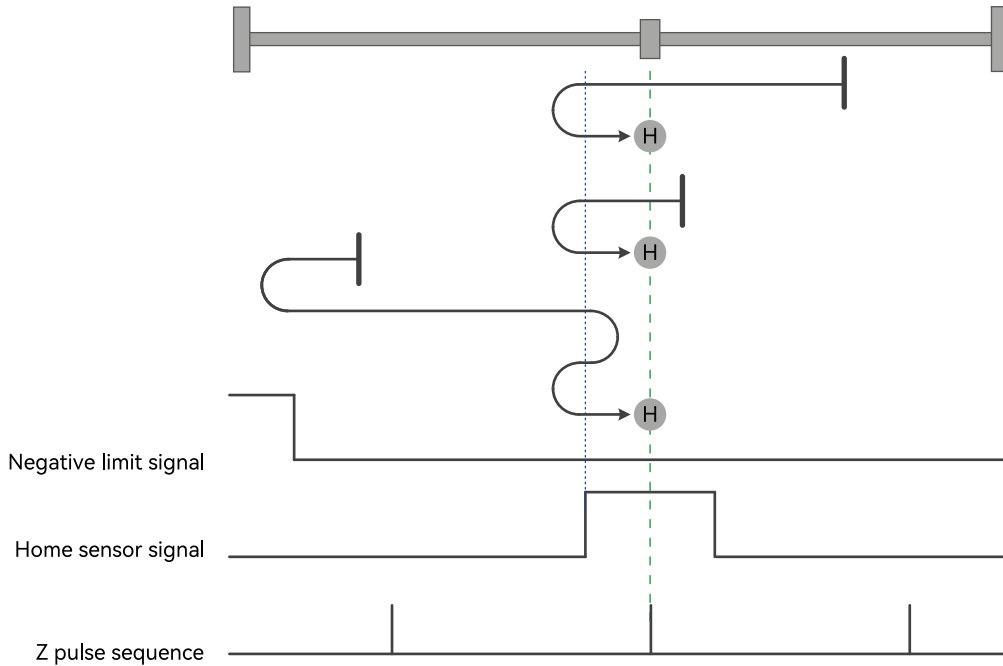 H
H
H
Negative limit signal
Home sensor signal
Z pulse sequence